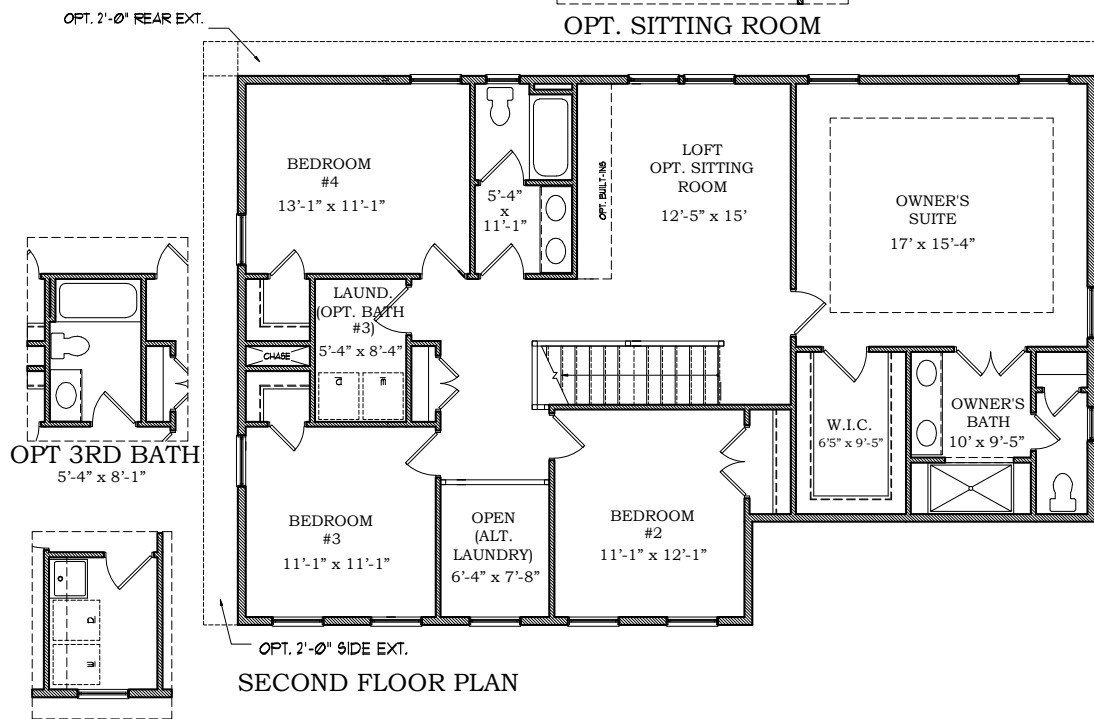 OPT. 2'-0" REAR EXT.
OPT. SITTING ROOM
BEDROOM
#4
13'-1" x 11'-1"
5'-4"
x
11'-1"
OPT. BUILT-INS
LOFT
OPT. SITTING
ROOM
12'-5" x 15'
OWNER'S
SUITE
17' x 15'-4"
LAUND.
(OPT. BATH
#3)
5'-4" x 8'-4"
CHASE
D
OPT 3RD BATH
5'-4" x 8'-1"
W.I.C.
6'5" x 9'-5"
OWNER'S
BATH
10' x 9'-5"
BEDROOM
#3
11'-1" x 11'-1"
OPEN
(ALT.
LAUNDRY)
6'-4" x 7'-8"
BEDROOM
#2
11'-1" x 12'-1"
D
OPT. 2'-0" SIDE EXT.
SECOND FLOOR PLAN